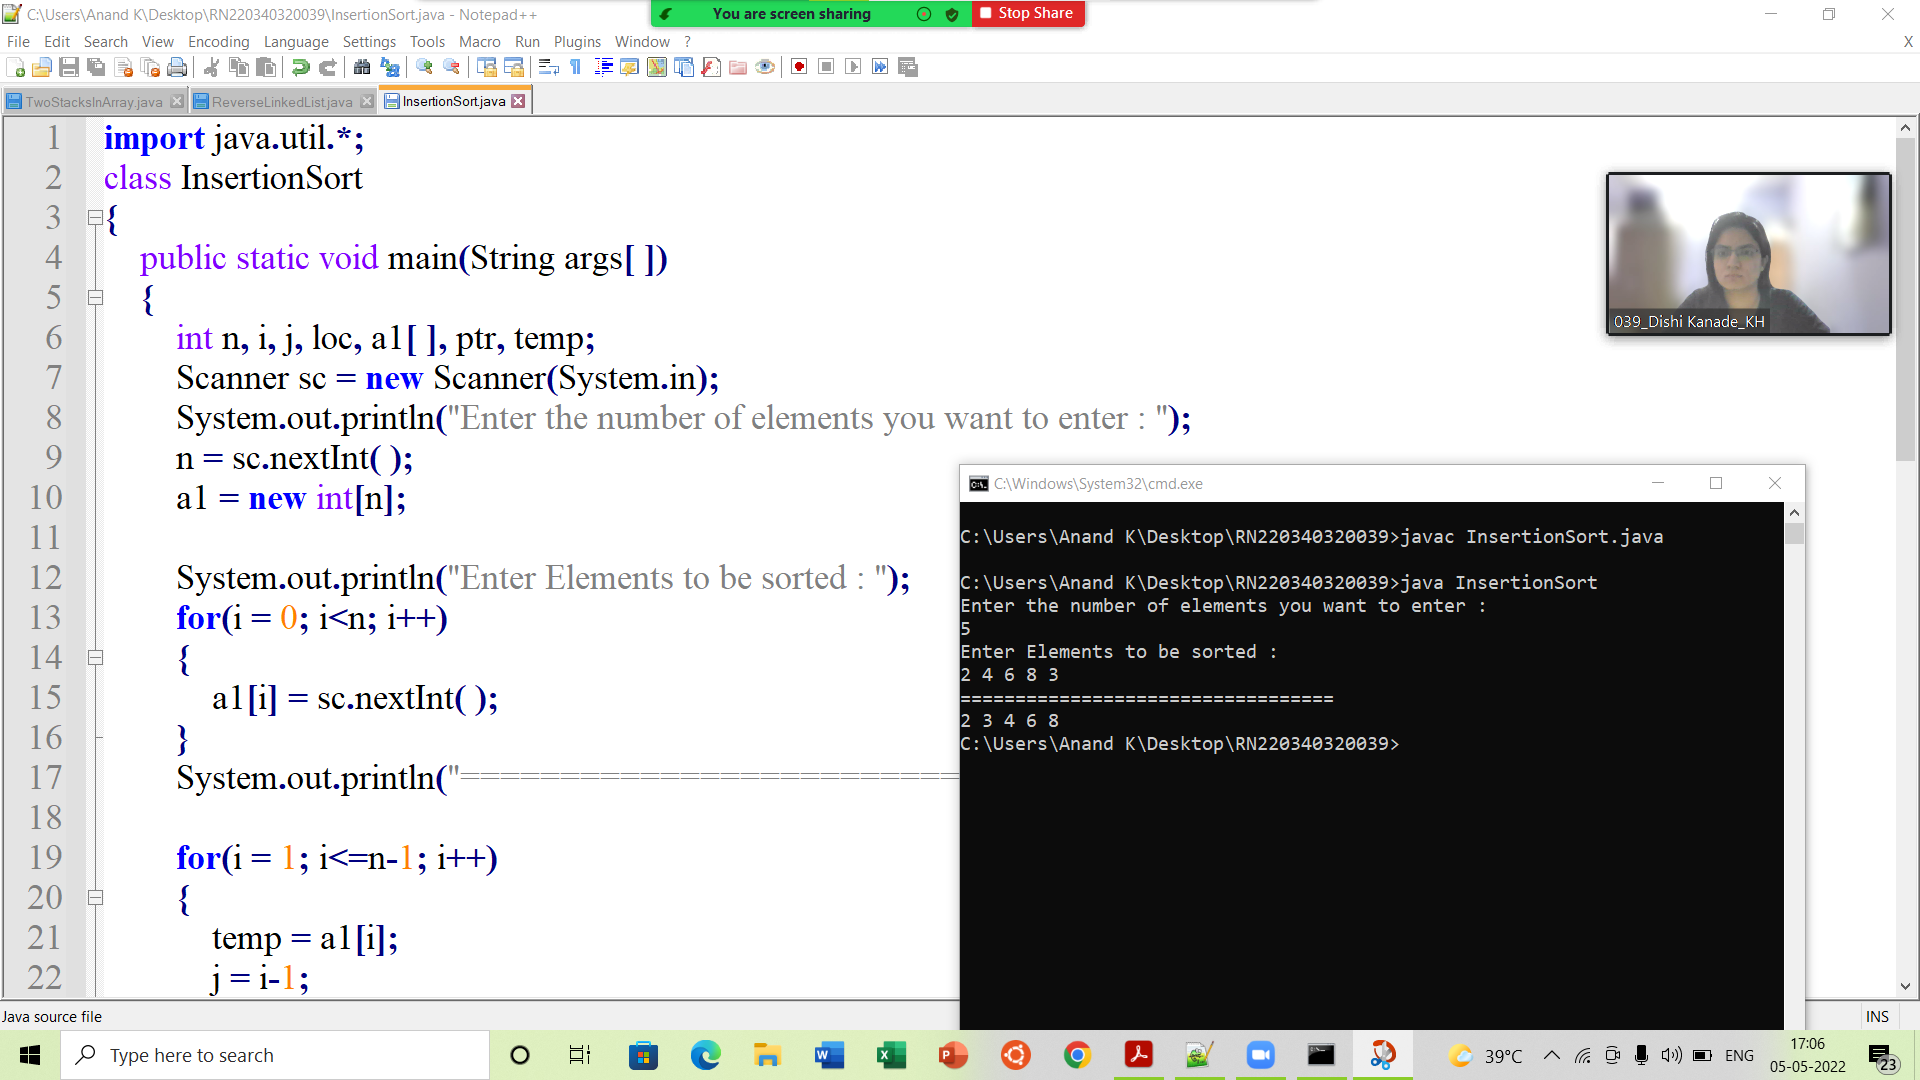 C:\Users\Anand K\Desktop\RN220340320039\InsertionSort.java - Notepad++
You are screen sharing
Stop Share
File Edit Search View Encoding Language Settings Tools Macro Run Plugins Window ?
X
TwoStacksInArray.java ReverseLinkedList.java InsertionSort.java
1 import java.util.*;
2 class InsertionSort
3 {
4 public static void main(String args[ ])
5 {
6 int n, i, j, loc, a1[ ], ptr, temp;
7 Scanner sc = new Scanner(System.in);
8 System.out.println("Enter the number of elements you want to enter : ");
9 n = sc.nextInt( );
10 a1 = new int[n];
11
12 System.out.println("Enter Elements to be sorted : ");
13 for(i = 0; i<n; i++)
14 {
15 a1[i] = sc.nextInt( );
16 }
17 System.out.println("=========================
18
19 for(i = 1; i<=n-1; i++)
20 {
21 temp = a1[i];
22 j = i-1;
039_Dishi Kanade_KH
C:\Windows\System32\cmd.exe
C:\Users\Anand K\Desktop\RN220340320039>javac InsertionSort.java
C:\Users\Anand K\Desktop\RN220340320039>java InsertionSort
Enter the number of elements you want to enter :
5
Enter Elements to be sorted :
2 4 6 8 3
==================================
2 3 4 6 8
C:\Users\Anand K\Desktop\RN220340320039>
Java source file
INS
Type here to search
39°C
ENG
17:06
05-05-2022
23